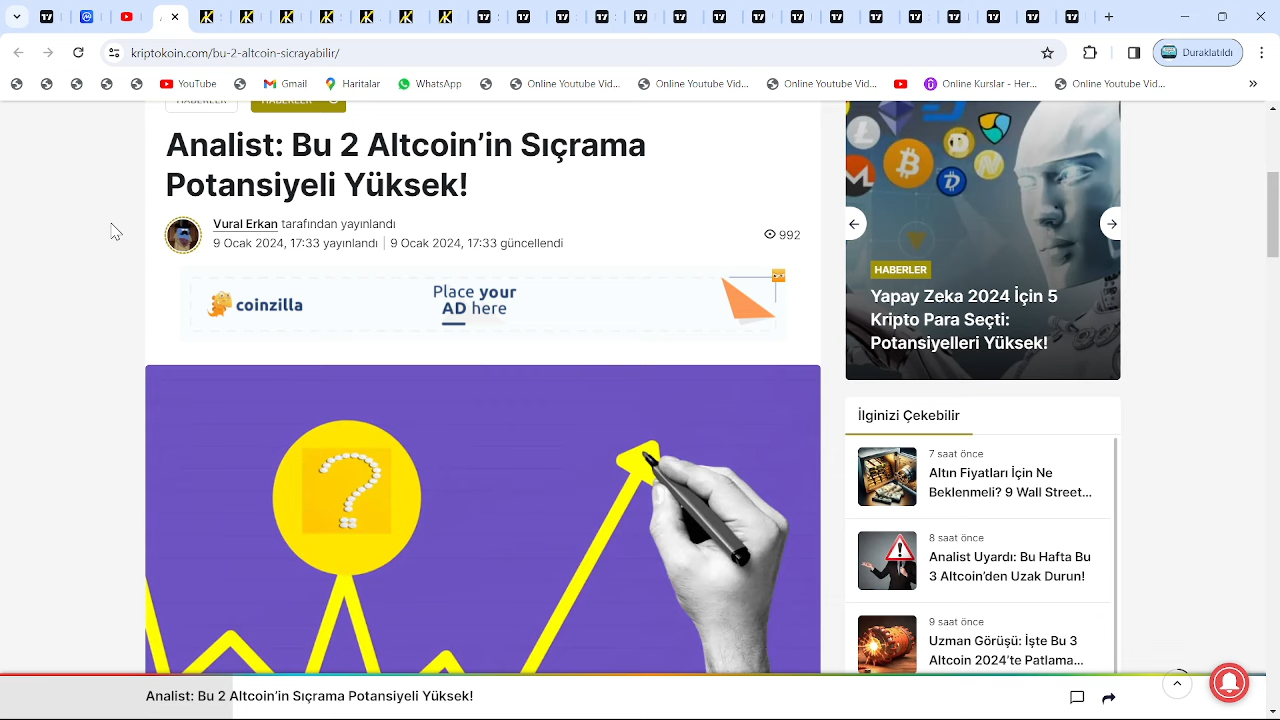 kriptokoin.com/bu-2-altcoin-sirayabilir/
Duraklatıldı
YouTube
Gmail
Haritalar
WhatsApp
Online Youtube Vid...
Online Youtube Vid...
Online Youtube Vid...
Online Kurslar - Her...
Online Youtube Vid...
HABERLER
HABERLER
Analist: Bu 2 Altcoin'in Sıçrama
Potansiyeli Yüksek!
Vural Erkan tarafından yayınlandı
9 Ocak 2024, 17:33 yayınlandı | 9 Ocak 2024, 17:33 güncellendi
992
coinzilla
Place your
AD here
HABERLER
Yapay Zeka 2024 İçin 5
Kripto Para Seçti:
Potansiyelleri Yüksek!
İlginizi Çekebilir
7 saat önce
Altın Fiyatları İçin Ne
Beklenmeli? 9 Wall Street...
8 saat önce
Analist Uyardı: Bu Hafta Bu
3 Altcoin'den Uzak Durun!
9 saat önce
Uzman Görüşü: İşte Bu 3
Altcoin 2024'te Patlama...
Analist: Bu 2 Altcoin'in Sıçrama Potansiyeli Yüksek!